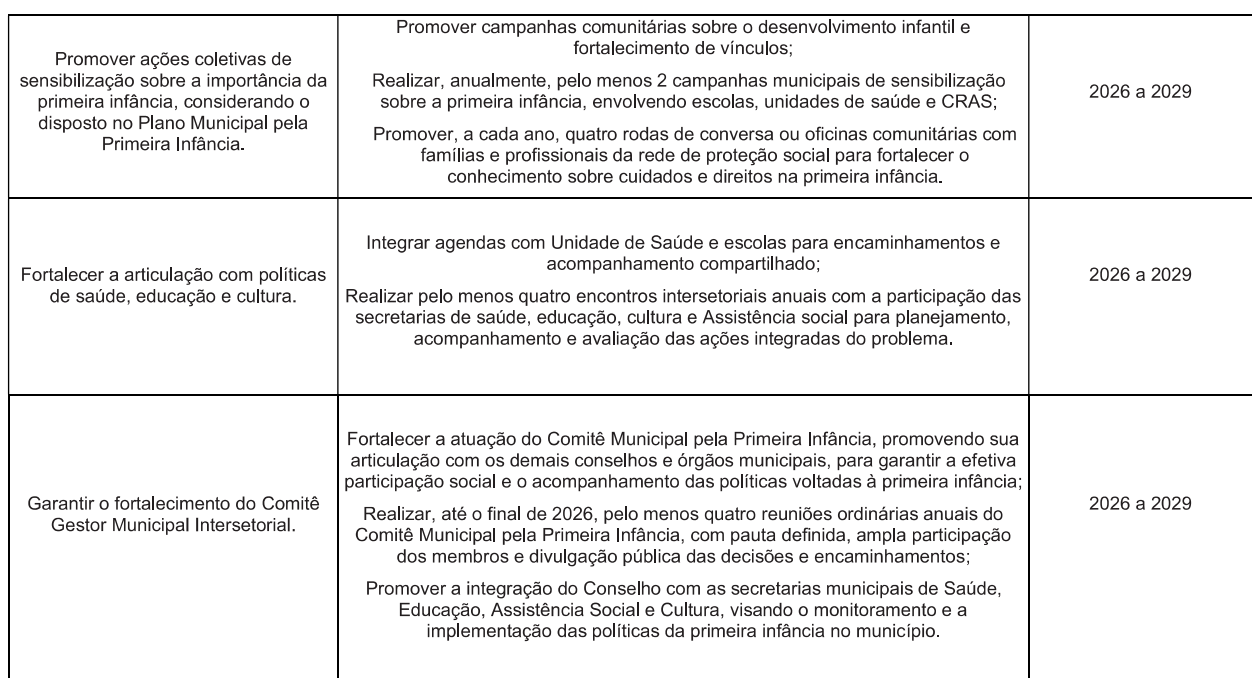 Promover ações coletivas de
sensibilização sobre a importância da
primeira infância, considerando o
disposto no Plano Municipal pela
Primeira Infância.
Promover campanhas comunitárias sobre o desenvolvimento infantil e
fortalecimento de vínculos;
Realizar, anualmente, pelo menos 2 campanhas municipais de sensibilização
sobre a primeira infância, envolvendo escolas, unidades de saúde e CRAS;
Promover, a cada ano, quatro rodas de conversa ou oficinas comunitárias com
famílias e profissionais da rede de proteção social para fortalecer o
conhecimento sobre cuidados e direitos na primeira infância.
2026 a 2029
Fortalecer a articulação com políticas
de saúde, educação e cultura.
Integrar agendas com Unidade de Saúde e escolas para encaminhamentos e
acompanhamento compartilhado;
Realizar pelo menos quatro encontros intersetoriais anuais com a participação das
secretarias de saúde, educação, cultura e Assistência social para planejamento,
acompanhamento e avaliação das ações integradas do problema.
2026 a 2029
Garantir o fortalecimento do Comitê
Gestor Municipal Intersetorial.
Fortalecer a atuação do Comitê Municipal pela Primeira Infância, promovendo sua
articulação com os demais conselhos e órgãos municipais, para garantir a efetiva
participação social e o acompanhamento das políticas voltadas à primeira infância;
Realizar, até o final de 2026, pelo menos quatro reuniões ordinárias anuais do
Comitê Municipal pela Primeira Infância, com pauta definida, ampla participação
dos membros e divulgação pública das decisões e encaminhamentos;
Promover a integração do Conselho com as secretarias municipais de Saúde,
Educação, Assistência Social e Cultura, visando o monitoramento e a
implementação das políticas da primeira infância no município.
2026 a 2029